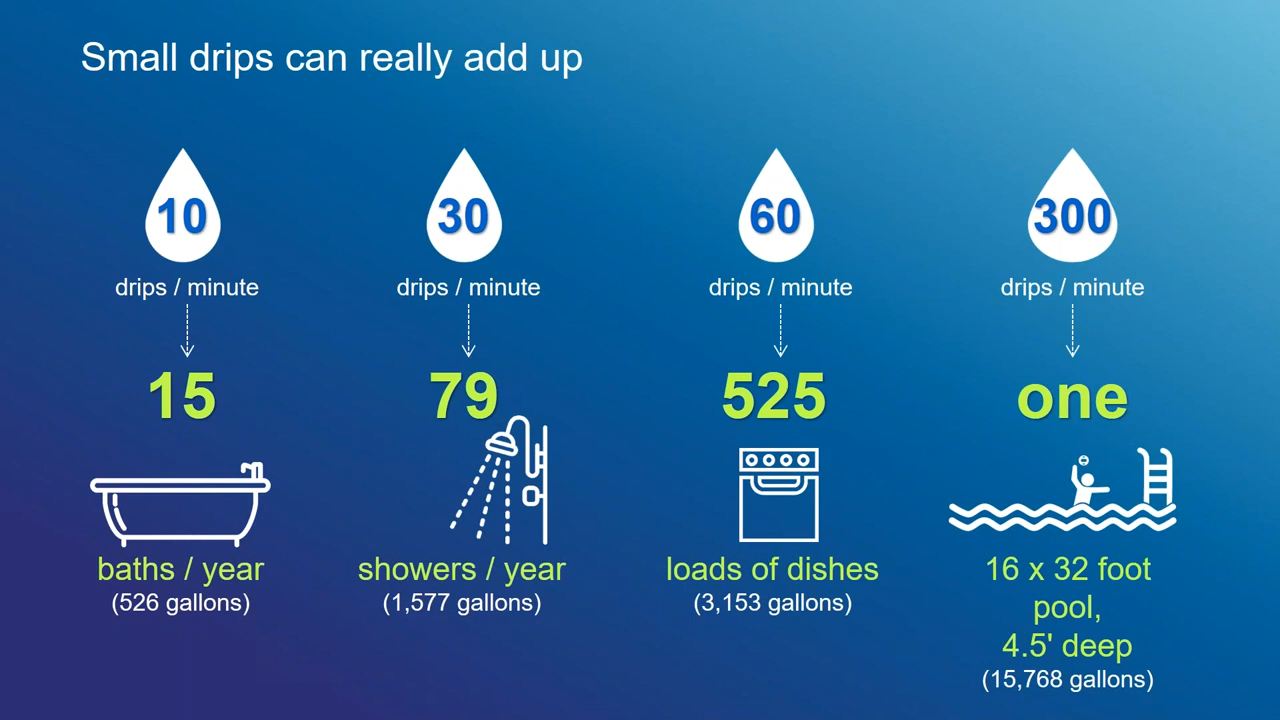 Small drips can really add up
10
drips / minute
15
baths / year
(526 gallons)
30
drips / minute
79
showers / year
(1,577 gallons)
60
drips / minute
525
loads of dishes
(3,153 gallons)
300
drips / minute
one
16 x 32 foot
pool,
4.5' deep
(15,768 gallons)